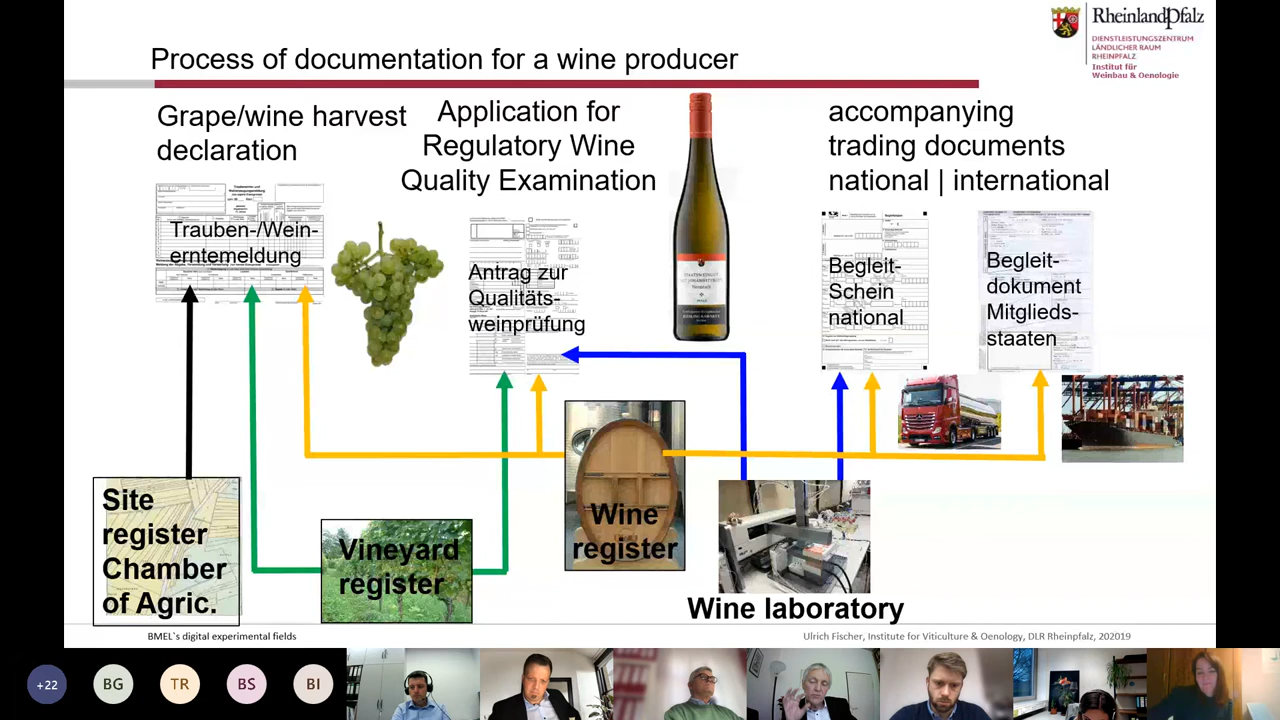 RheinlandPfalz
DIENSTLEISTUNGSZENTRUM
LÄNDLICHER RAUM
RHEINPFALZ
Institut für
Weinbau & Oenologie
Process of documentation for a wine producer
Grape/wine harvest
declaration
Application for
Regulatory Wine
Quality Examination
accompanying
trading documents
national | international
Trauben-/Wein-
erntemeldung
Antrag zur
Qualitäts-
weinprüfung
Begleit-
Schein
national
Begleit-
dokument
Mitglieds-
staaten
Site
register
Chamber
of Agric.
Vineyard
register
Wine
register
Wine laboratory
BMEL`s digital experimental fields
Ulrich Fischer, Institute for Viticulture & Oenology, DLR Rheinpfalz, 202019
+22
BG
TR
BS
BI